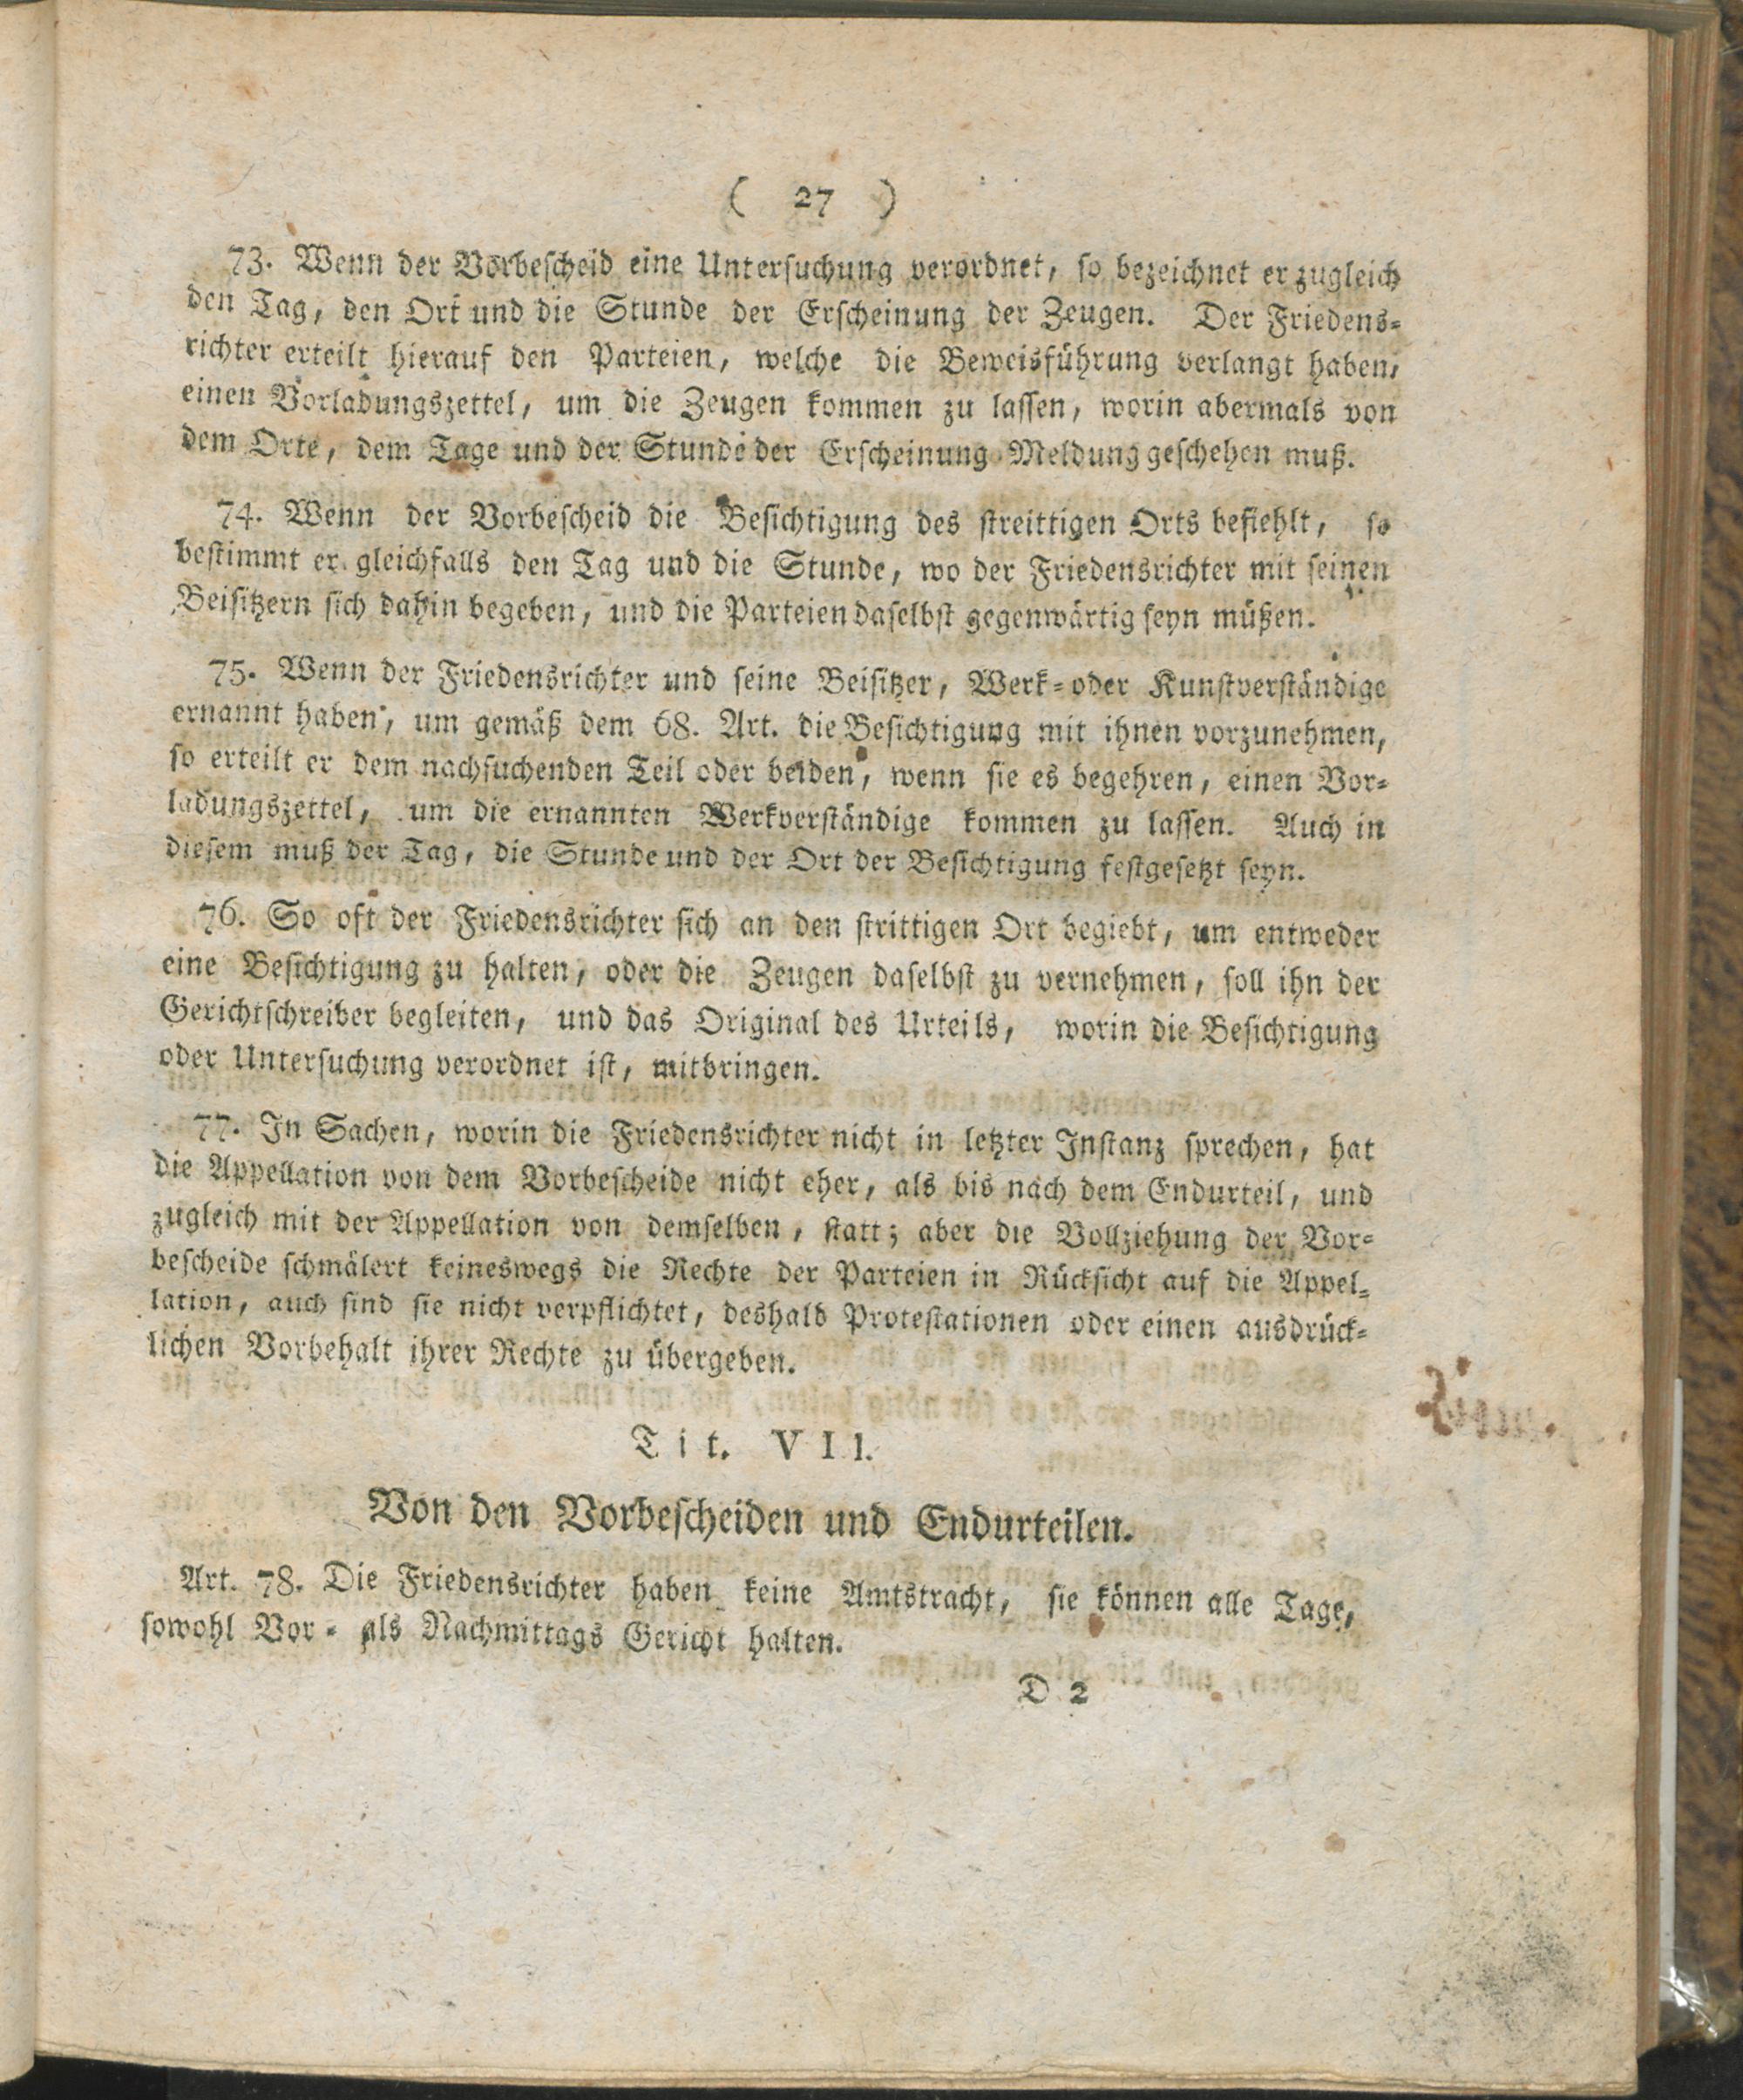 ( 27 )
73. Wenn der Vorbescheid eine Untersuchung verordnet, so bezeichnet er zugleich
den Tag, den Ort und die Stunde der Erscheinung der Zeugen. Der Friedens-
richter erteilt hierauf den Parteien, welche die Beweisführung verlangt haben,
einen Vorladungszettel, um die Zeugen kommen zu lassen, worin abermals von
dem Orte, dem Tage und der Stunde der Erscheinung Meldung geschehen muß.
74. Wenn der Vorbescheid die Besichtigung des streittigen Orts befiehlt, so
bestimmt er gleichfalls den Tag und die Stunde, wo der Friedensrichter mit seinen
Beisitzern sich dahin begeben, und die Parteien daselbst gegenwärtig seyn müßen.
75. Wenn der Friedensrichter und seine Beisitzer, Werk- oder Kunstverständige
ernannt haben, um gemäß dem 68. Art. die Besichtigung mit ihnen vorzunehmen,
so erteilt er dem nachsuchenden Teil oder beiden, wenn sie es begehren, einen Vor-
ladungszettel, um die ernannten Werkverständige kommen zu lassen. Auch in
diesem muß der Tag, die Stunde und der Ort der Besichtigung festgesetzt seyn.
76. So oft der Friedensrichter sich an den strittigen Ort begiebt, um entweder
eine Besichtigung zu halten, oder die Zeugen daselbst zu vernehmen, soll ihn der
Gerichtschreiber begleiten, und das Original des Urteils, worin die Besichtigung
oder Untersuchung verordnet ist, mitbringen.
77. In Sachen, worin die Friedensrichter nicht in letzter Instanz sprechen, hat
die Appellation von dem Vorbescheide nicht eher, als bis nach dem Endurteil, und
zugleich mit der Appellation von demselben, statt; aber die Vollziehung der Vor-
bescheide schmälert keineswegs die Rechte der Parteien in Rücksicht auf die Appel-
lation, auch sind sie nicht verpflichtet, deshald Protestationen oder einen ausdrück-
lichen Vorbehalt ihrer Rechte zu übergeben.
Tit. VII.
Von den Vorbescheiden und Endurteilen.
Art. 78. Die Friedensrichter haben keine Amtstracht, sie können alle Tage,
sowohl Vor- als Nachmittags Gericht halten.
D 2